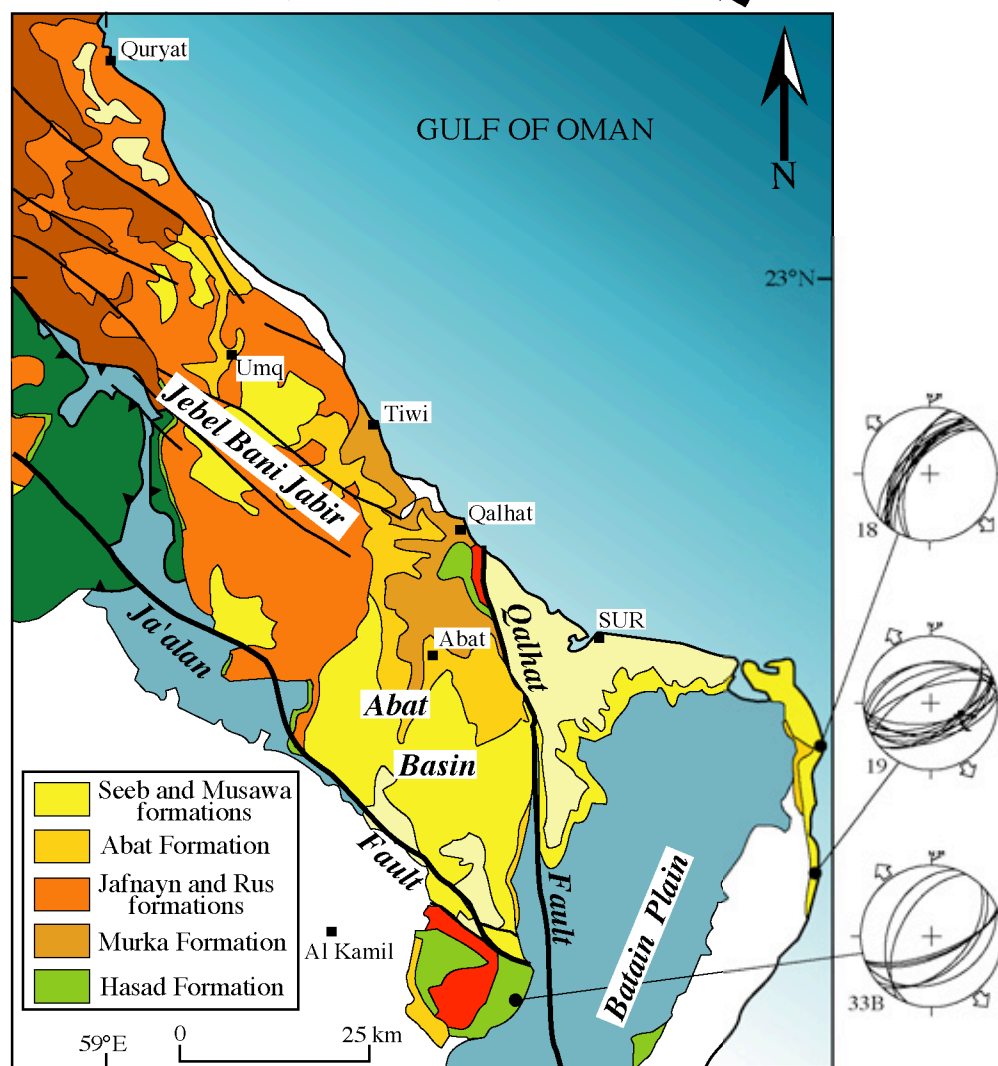 Quryat
GULF OF OMAN
N
23°N
Umq
Jebel Bani Jabir
Tiwi
Qalhat
18
Ja'alan
Fault
Qalhat
Fault
SUR
Abat
Abat
Basin
19
Seeb and Musawa
formations
Abat Formation
Jafnayn and Rus
formations
Murka Formation
Hasad Formation
Al Kamil
Batain Plain
33B
59°E
0
25 km